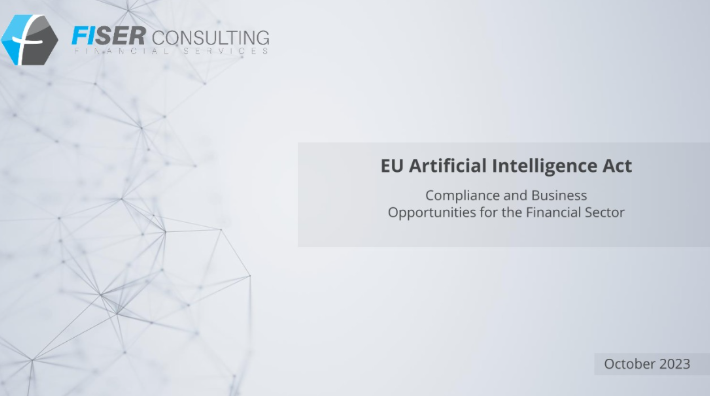 FISER CONSULTING
FINANCIAL SERVICES
EU Artificial Intelligence Act
Compliance and Business
Opportunities for the Financial Sector
October 2023